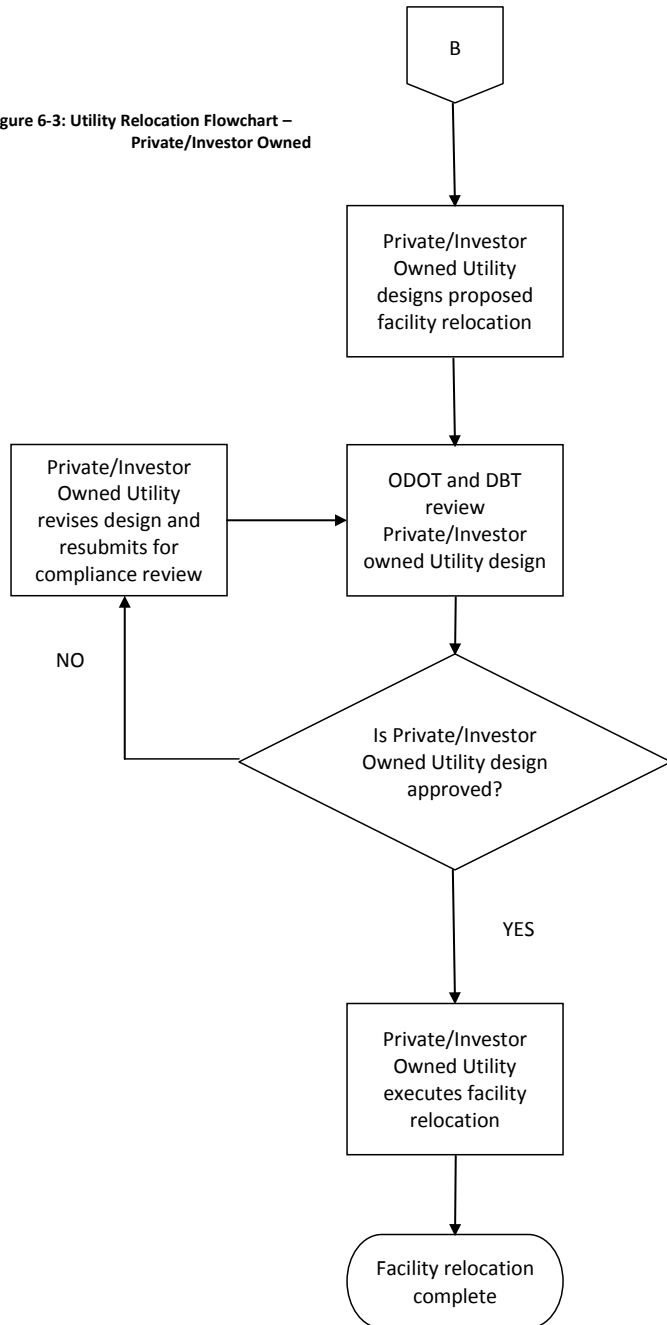 B
gure 6-3: Utility Relocation Flowchart –
Private/Investor Owned
Private/Investor
Owned Utility
designs proposed
facility relocation
Private/Investor
Owned Utility
revises design and
resubmits for
compliance review
ODOT and DBT
review
Private/Investor
owned Utility design
NO
Is Private/Investor
Owned Utility design
approved?
YES
Private/Investor
Owned Utility
executes facility
relocation
Facility relocation
complete